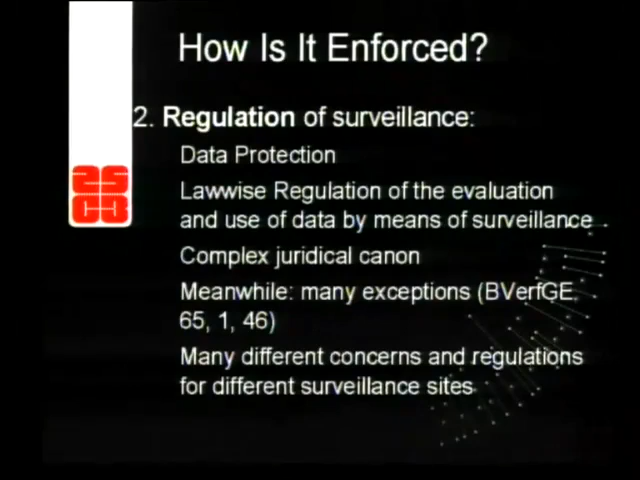 How Is It Enforced?
2. Regulation of surveillance:
Data Protection
Lawwise Regulation of the evaluation
and use of data by means of surveillance
Complex juridical canon
Meanwhile: many exceptions (BVerfGE
65, 1, 46)
Many different concerns and regulations
for different surveillance sites
25
C3